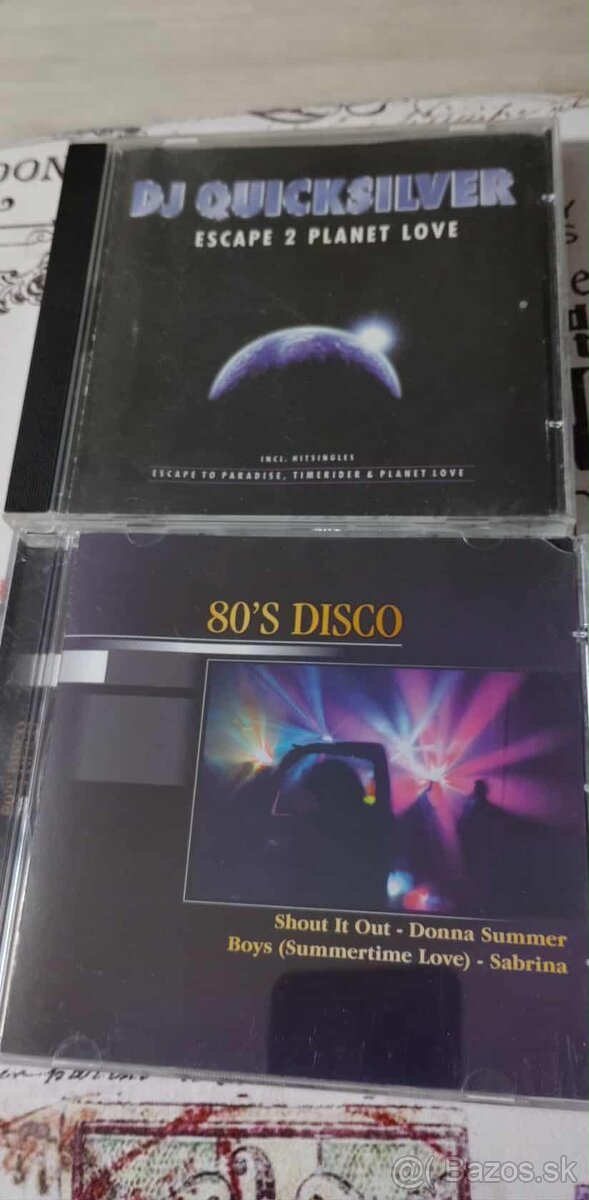 DON
DJ QUICKSILVER
ESCAPE 2 PLANET LOVE
INCL. HITSINGLES
ESCAPE TO PARADISE, TIMERIDER & PLANET LOVE
80'S DISCO
Shout It Out - Donna Summer
Boys (Summertime Love) - Sabrina
@( Bazos.sk